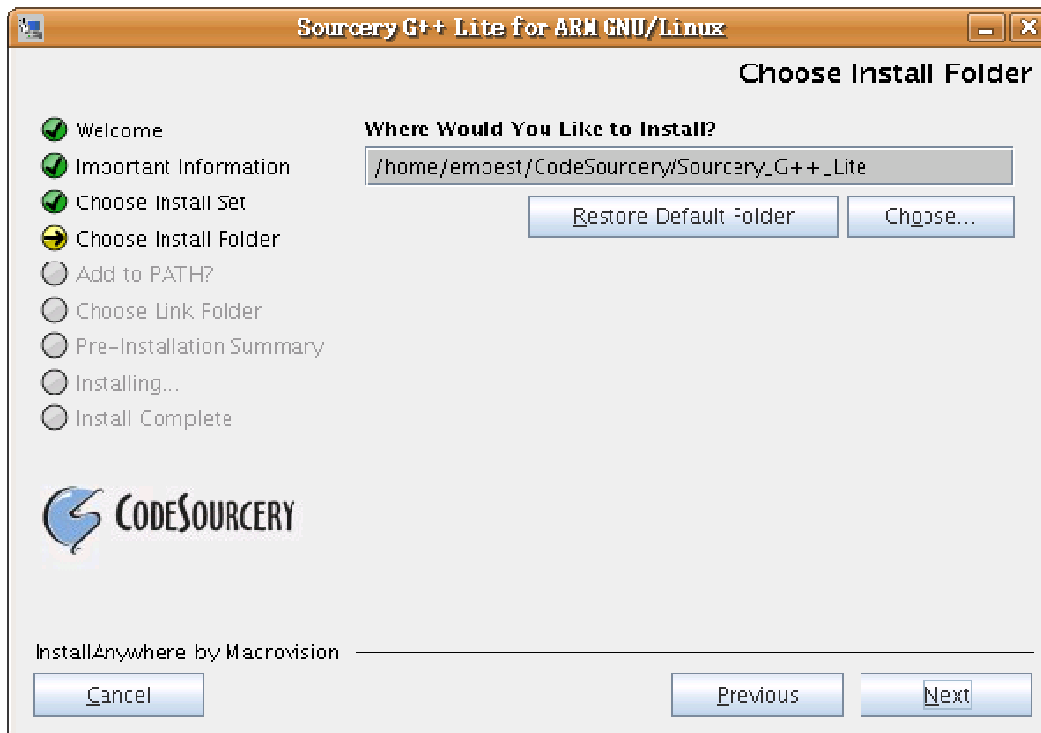 Sourcery G++ Lite for ARM GNU/Linux
Choose Install Folder
Welcome
Important Information
Choose Install Set
Choose Install Folder
Add to PATH?
Choose Link Folder
Pre-Installation Summary
Installing...
Install Complete
Where Would You Like to Install?
/home/embest/CodeSourcery/Sourcery_G++_Lite
Restore Default Folder
Choose...
CODESOURCERY
InstallAnywhere by Macrovision
Cancel
Previous
Next